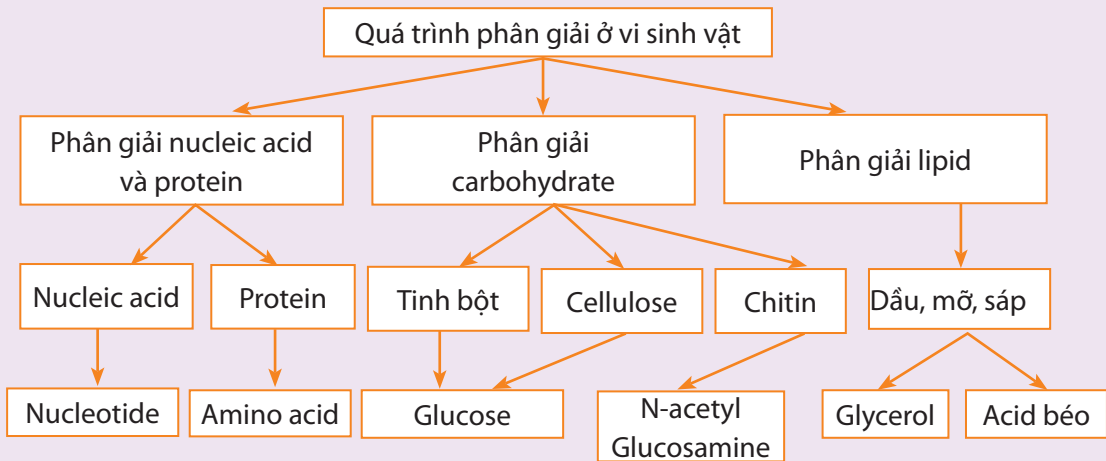 Quá trình phân giải ở vi sinh vật
Phân giải nucleic acid
và protein
Phân giải
carbohydrate
Phân giải lipid
Nucleic acid
Protein
Tinh bột
Cellulose
Chitin
Dầu, mỡ, sáp
Nucleotide
Amino acid
Glucose
N-acetyl
Glucosamine
Glycerol
Acid béo